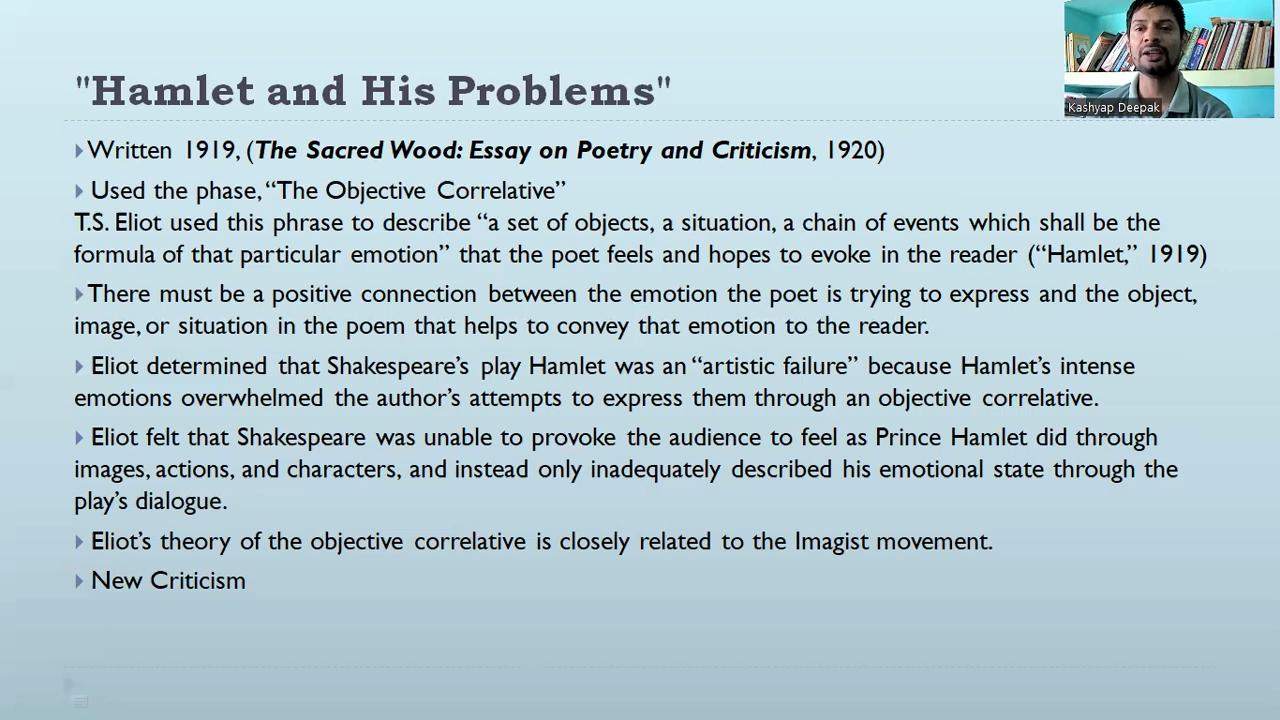 "Hamlet and His Problems"
Kashyap Deepak
Written 1919, (The Sacred Wood: Essay on Poetry and Criticism, 1920)
Used the phase, “The Objective Correlative”
T.S. Eliot used this phrase to describe “a set of objects, a situation, a chain of events which shall be the
formula of that particular emotion” that the poet feels and hopes to evoke in the reader (“Hamlet,” 1919)
There must be a positive connection between the emotion the poet is trying to express and the object,
image, or situation in the poem that helps to convey that emotion to the reader.
Eliot determined that Shakespeare’s play Hamlet was an “artistic failure” because Hamlet’s intense
emotions overwhelmed the author’s attempts to express them through an objective correlative.
Eliot felt that Shakespeare was unable to provoke the audience to feel as Prince Hamlet did through
images, actions, and characters, and instead only inadequately described his emotional state through the
play’s dialogue.
Eliot’s theory of the objective correlative is closely related to the Imagist movement.
New Criticism